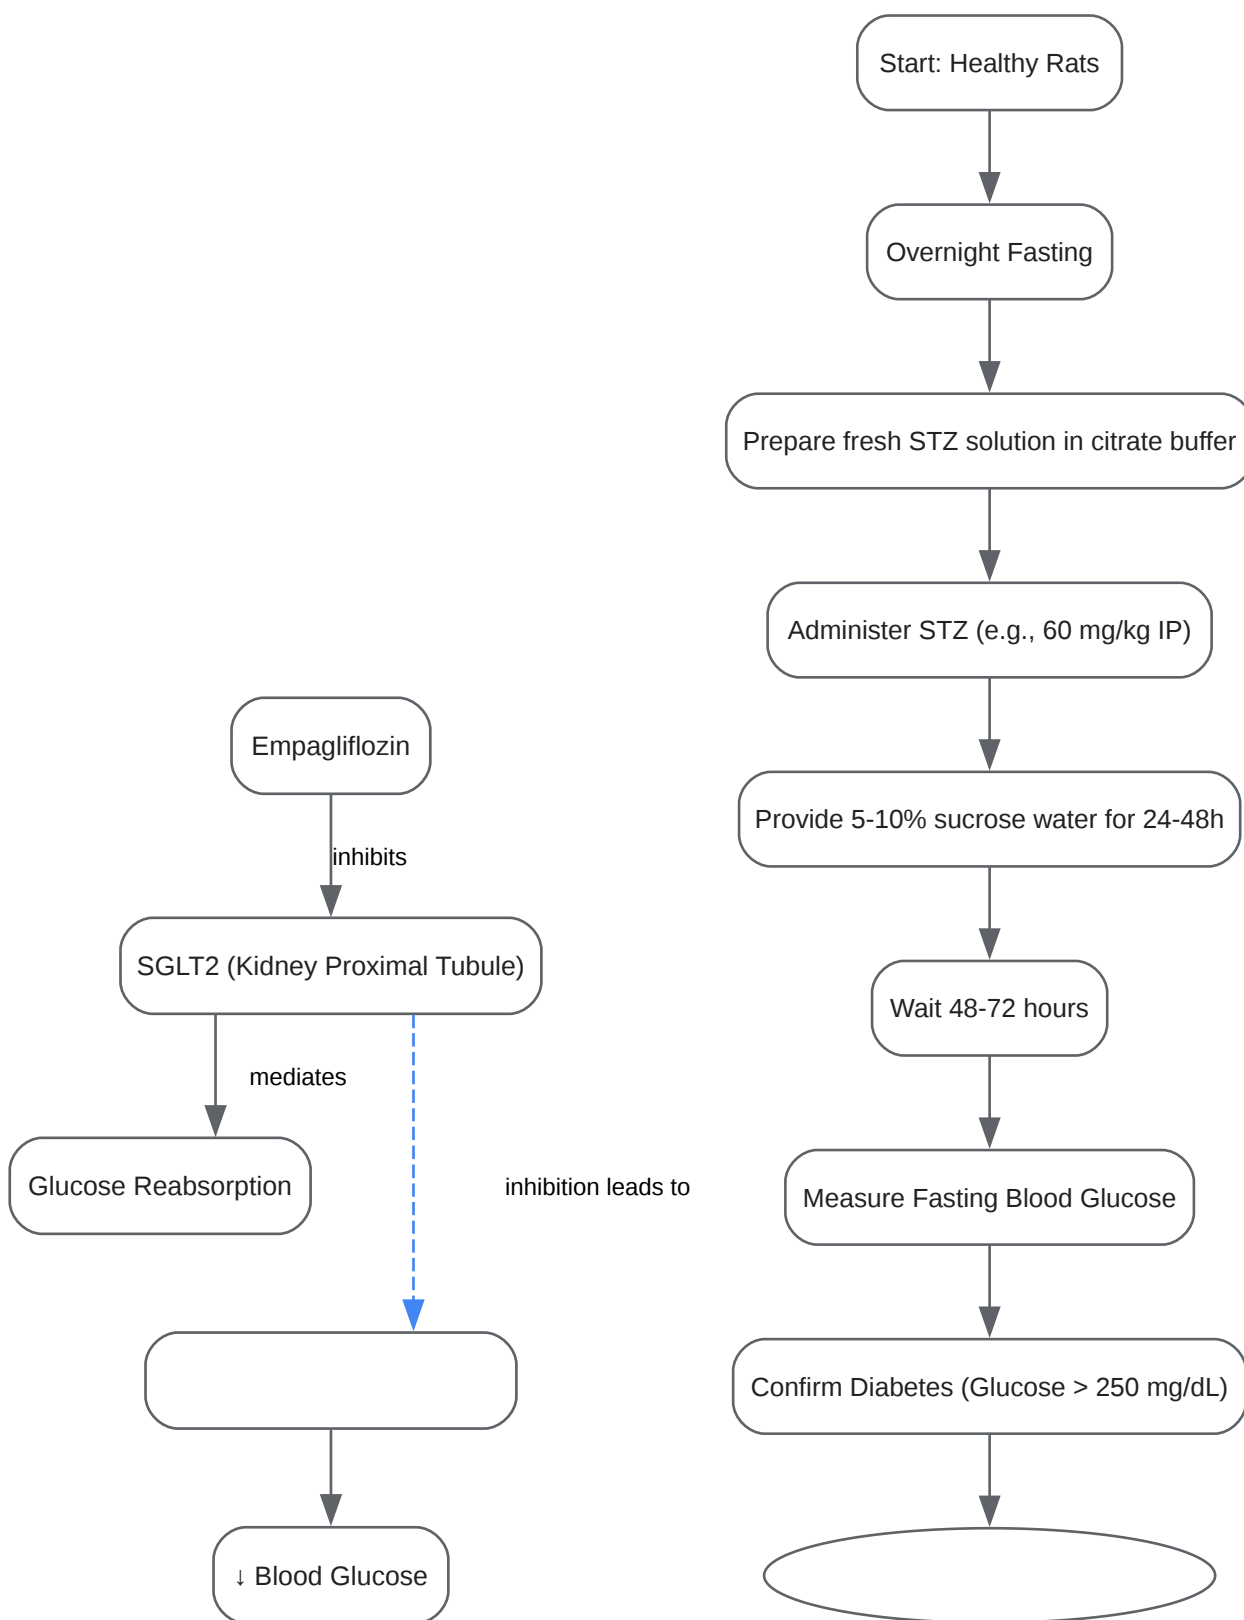 Start: Healthy Rats
Overnight Fasting
Prepare fresh STZ solution in citrate buffer
Administer STZ (e.g., 60 mg/kg IP)
Provide 5-10% sucrose water for 24-48h
Wait 48-72 hours
Measure Fasting Blood Glucose
Confirm Diabetes (Glucose > 250 mg/dL)
Empagliflozin
inhibits
SGLT2 (Kidney Proximal Tubule)
mediates
Glucose Reabsorption
inhibition leads to
↓ Blood Glucose